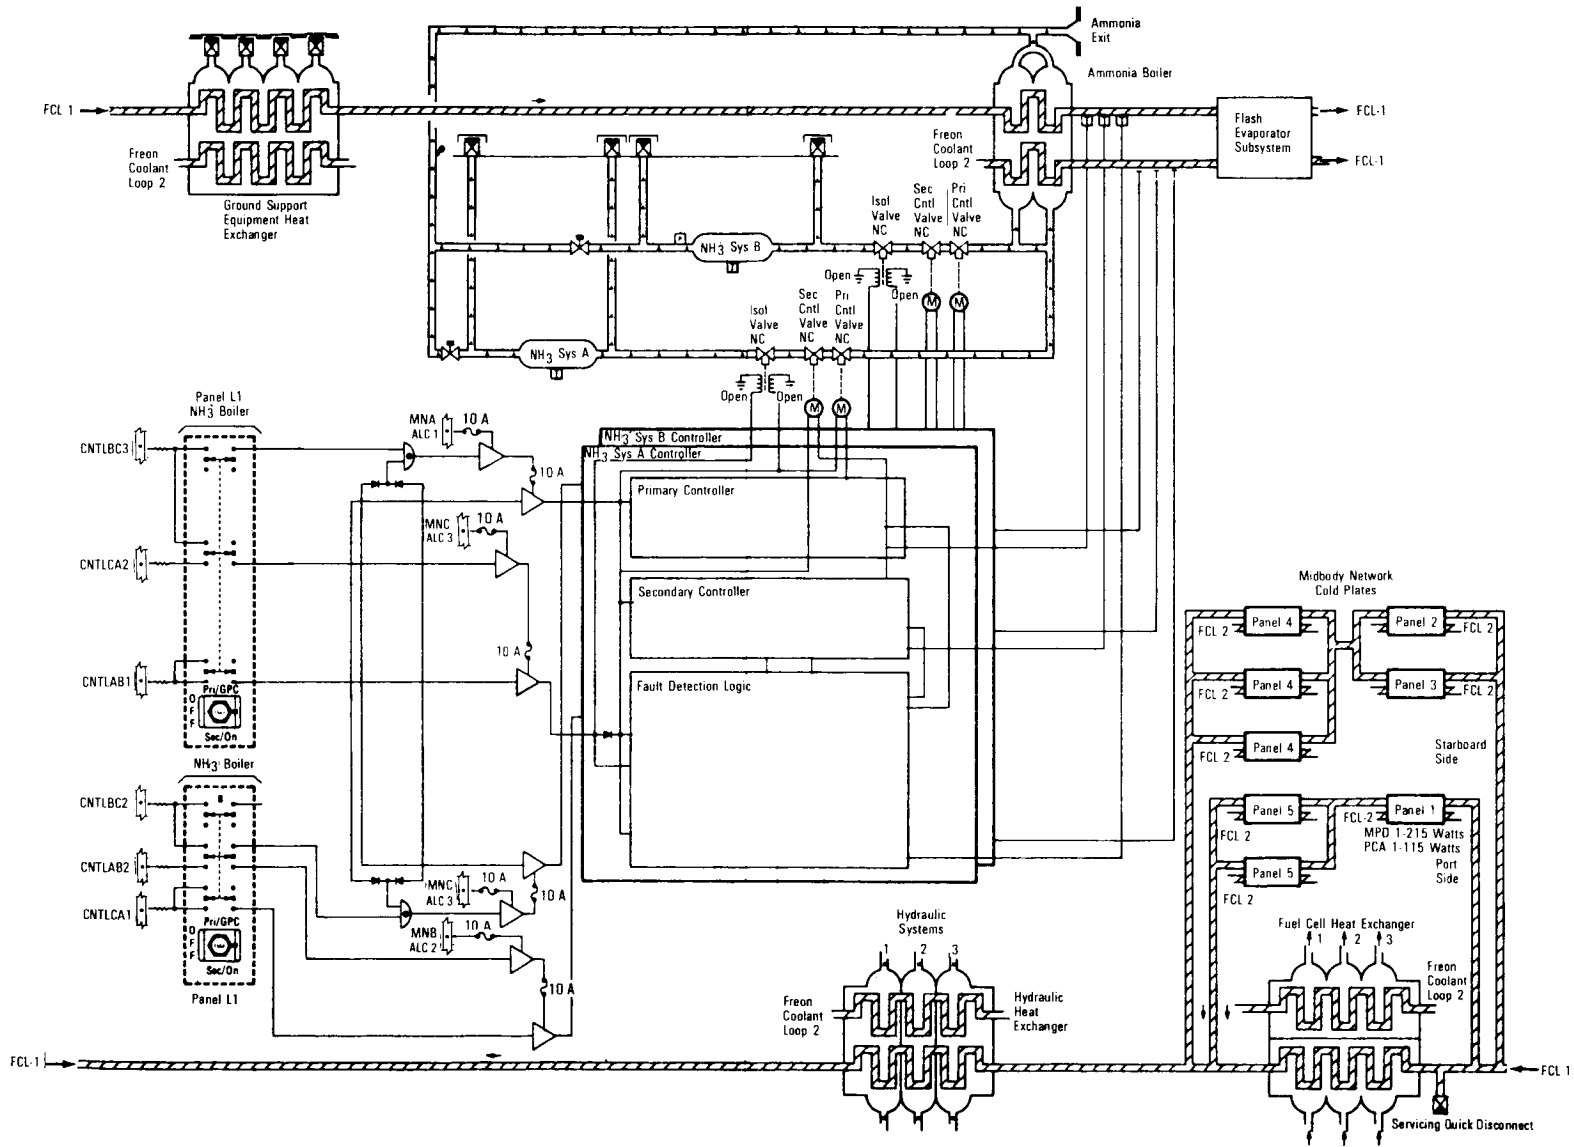 Ammonia
Exit
Ammonia Boiler
FCL 1
FCL-1
Flash
Evaporator
Subsystem
FCL-1
Freon
Coolant
Loop 2
Freon
Coolant
Loop 2
Ground Support
Equipment Heat
Exchanger
Isol
Valve
NC
Sec
Cntl
Valve
NC
Pri
Cntl
Valve
NC
NH3 Sys B
Open
Open
M
M
Isol
Valve
NC
Sec
Cntl
Valve
NC
Pri
Cntl
Valve
NC
NH3 Sys A
Open
Open
M
M
Panel L1
NH3 Boiler
CNTLBC3
CNTLCA2
CNTLAB1
Pri/GPC
OFF
Sec/On
MNA
ALC 1
10 A
10 A
MNC
ALC 3
10 A
10 A
NH3 Sys B Controller
NH3 Sys A Controller
Primary Controller
Secondary Controller
Fault Detection Logic
NH3 Boiler
CNTLBC2
CNTLAB2
CNTLCA1
Pri/GPC
OFF
Sec/On
Panel L1
MNC
ALC 3
10 A
10 A
MNB
ALC 2
10 A
10 A
Midbody Network
Cold Plates
Panel 4
FCL 2
Panel 2
FCL 2
Panel 4
FCL 2
Panel 3
FCL 2
Panel 4
FCL 2
Starboard
Side
Panel 5
FCL 2
Panel 1
FCL-2
MPD 1-215 Watts
PCA 1-115 Watts
Port
Side
Panel 5
FCL 2
Hydraulic
Systems
1 2 3
Freon
Coolant
Loop 2
Hydraulic
Heat
Exchanger
Fuel Cell Heat Exchanger
1 2 3
Freon
Coolant
Loop 2
FCL-1
FCL 1
Servicing Quick Disconnect